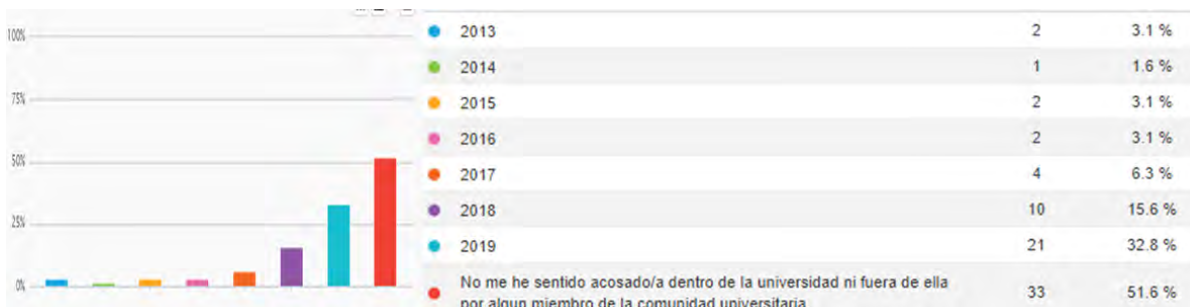 100%
75%
50%
25%
0%
2013 2 3.1 %
2014 1 1.6 %
2015 2 3.1 %
2016 2 3.1 %
2017 4 6.3 %
2018 10 15.6 %
2019 21 32.8 %
No me he sentido acosado/a dentro de la universidad ni fuera de ella
por algun miembro de la comunidad universitaria 33 51.6 %